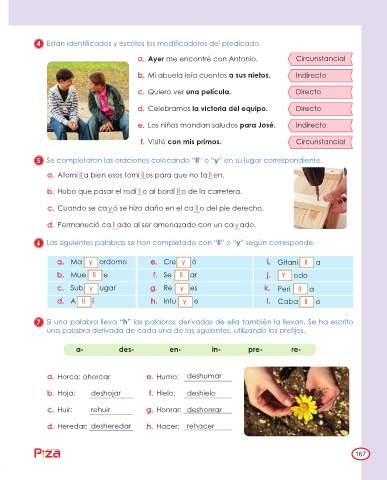 4 Están identificados y escritos los modificadores del predicado.
a. Ayer me encontré con Antonio. Circunstancial
b. Mi abuela leía cuentos a sus nietos. Indirecto
c. Quiero ver una película. Directo
d. Celebramos la victoria del equipo. Directo
e. Los niños mandan saludos para José. Indirecto
f. Visité con mis primos. Circunstancial
5 Se completaron las oraciones colocando "ll" o "y" en su lugar correspondiente.
a. Atornilla bien esos tornillos para que no fallen.
b. Hubo que pasar el rodillo al bordillo de la carretera.
c. Cuando se cayó se hizo daño en el callo del pie derecho.
d. Permaneció callado al ser amenazado con un cayado.
6 Las siguientes palabras se han completado con "ll" o "y" según corresponde.
a. Ma y ordomo e. Cre y ó i. Gitani ll a
b. Mue ll e f. Se ll ar j. y odo
c. Sub y ugar g. Re y es k. Peri ll a
d. A ll í h. Intu y e l. Caba ll o
7 Si una palabra lleva "h" las palabras derivadas de ella también la llevan. Se ha escrito
una palabra derivada de cada una de las siguientes, utilizando los prefijos.
a- des- en- in- pre- re-
a. Horca: ahorcar e. Humo: deshumar
b. Hoja: deshojar f. Hielo: deshielo
c. Huir: rehuir g. Honrar: deshonrar
d. Heredar: desheredar h. Hacer: rehacer
Piza 167